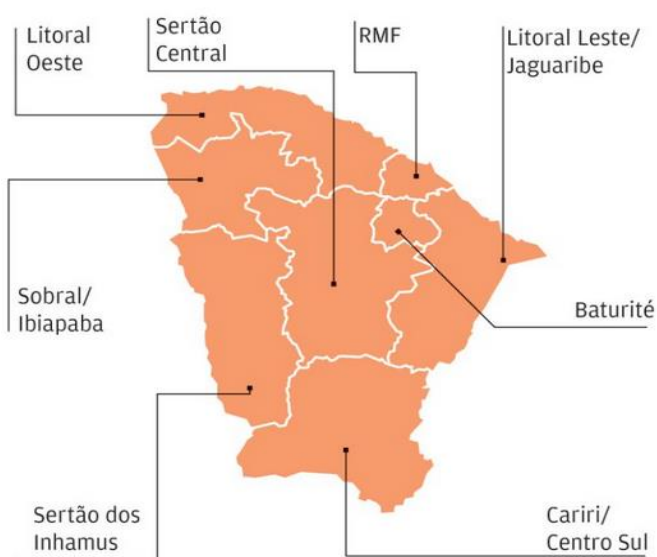 Litoral
Oeste
Sertão
Central
RMF
Litoral Leste/
Jaguaribe
Sobral/
Ibiapaba
Baturité
Sertão dos
Inhamus
Cariri/
Centro Sul